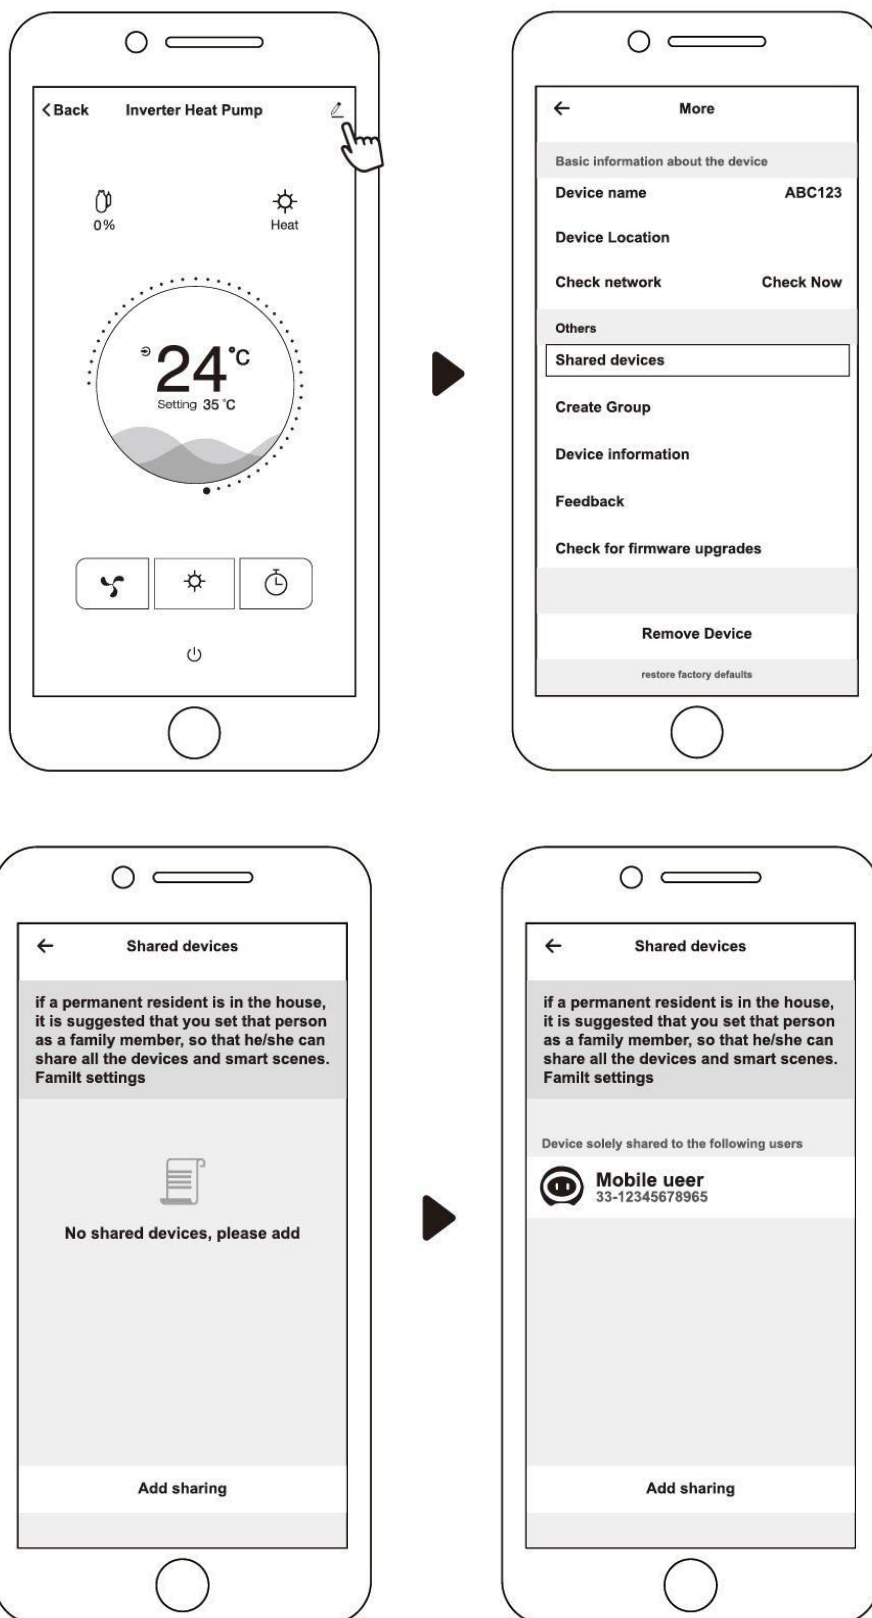 Back Inverter Heat Pump
0% Heat
24°C
Setting 35 °C
More
Basic information about the device
Device name ABC123
Device Location
Check network Check Now
Others
Shared devices
Create Group
Device information
Feedback
Check for firmware upgrades
Remove Device
restore factory defaults
Shared devices
if a permanent resident is in the house,
it is suggested that you set that person
as a family member, so that he/she can
share all the devices and smart scenes.
Familt settings
No shared devices, please add
Add sharing
Shared devices
if a permanent resident is in the house,
it is suggested that you set that person
as a family member, so that he/she can
share all the devices and smart scenes.
Familt settings
Device solely shared to the following users
Mobile ueer
33-12345678965
Add sharing